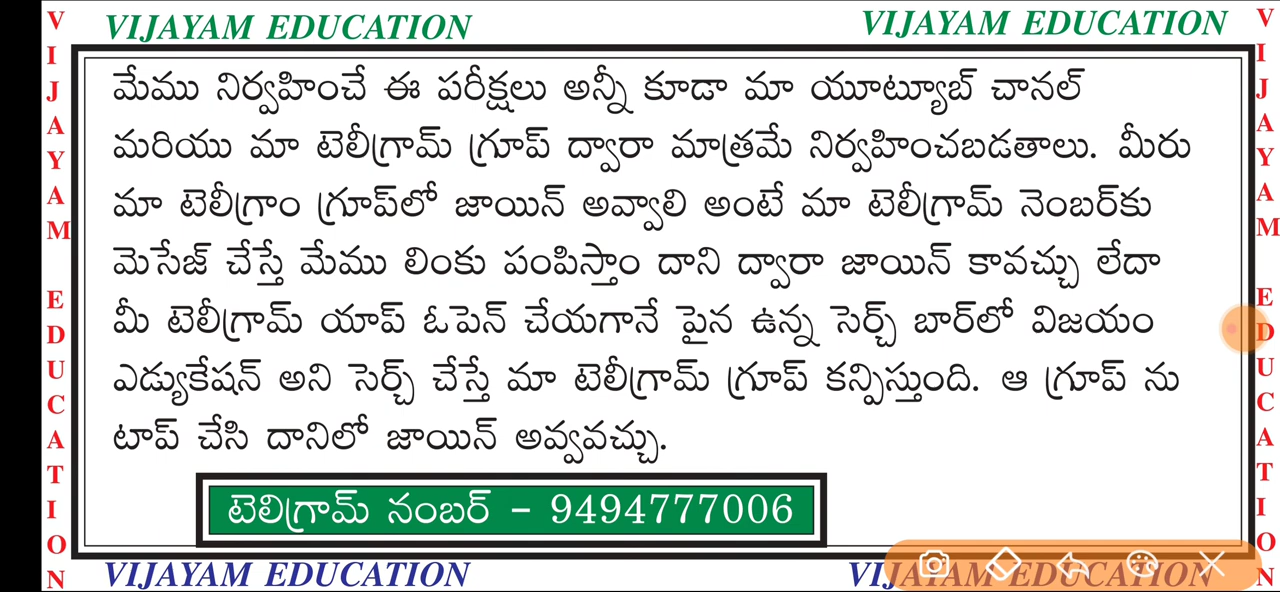 VIJAYAM EDUCATION
VIJAYAM EDUCATION
VIJAYAM EDUCATION
మేము నిర్వహించే ఈ పరీక్షలు అన్నీ కూడా మా యూట్యూబ్ చానల్
మరియు మా టెలీగ్రామ్ గ్రూప్ ద్వారా మాత్రమే నిర్వహించబడతాలు. మీరు
మా టెలీగ్రాం గ్రూప్‌లో జాయిన్ అవ్వాలి అంటే మా టెలీగ్రామ్ నెంబర్‌కు
మెసేజ్ చేస్తే మేము లింకు పంపిస్తాం దాని ద్వారా జాయిన్ కావచ్చు లేదా
మీ టెలీగ్రామ్ యాప్ ఓపెన్ చేయగానే పైన ఉన్న సెర్చ్ బార్‌లో విజయం
ఎడ్యుకేషన్ అని సెర్చ్ చేస్తే మా టెలీగ్రామ్ గ్రూప్ కన్పిస్తుంది. ఆ గ్రూప్ ను
టాప్ చేసి దానిలో జాయిన్ అవ్వవచ్చు.
టెలిగ్రామ్ నంబర్ - 9494777006
VIJAYAM EDUCATION
VIJAYAM EDUCATION
VIJAYAM EDUCATION